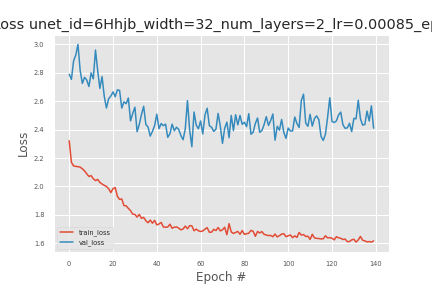 Loss unet_id=6Hhjb_width=32_num_layers=2_lr=0.00085_ep
3.0
2.8
2.6
2.4
2.2
2.0
1.8
1.6
Loss
train_loss
val_loss
0 20 40 60 80 100 120 140
Epoch #